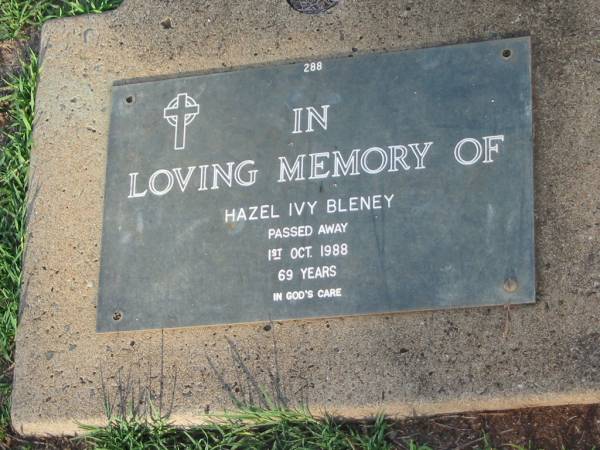 288
IN
LOVING MEMORY OF
HAZEL IVY BLENEY
PASSED AWAY
1ST OCT. 1988
69 YEARS
IN GOD'S CARE